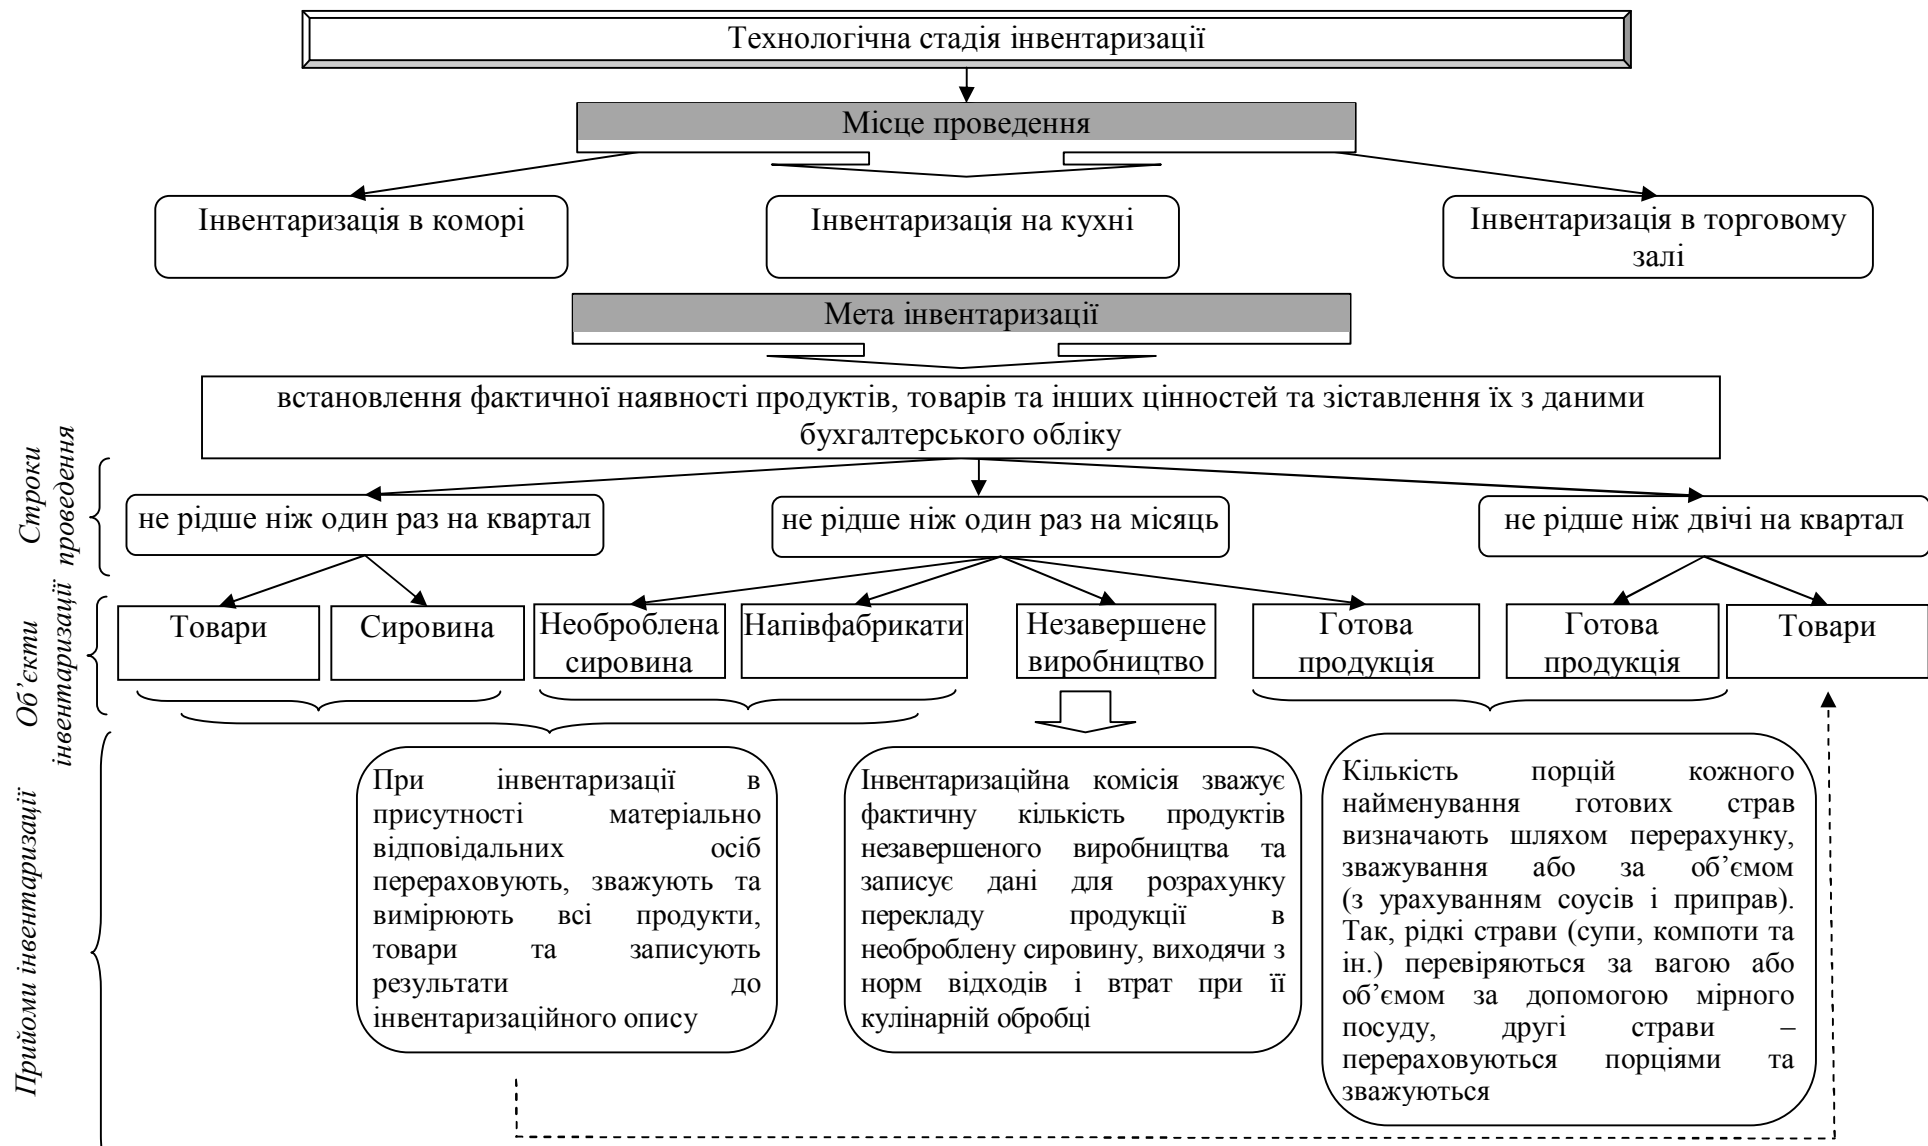 Технологічна стадія інвентаризації
Місце проведення
Інвентаризація в коморі
Інвентаризація на кухні
Інвентаризація в торговому
залі
Мета інвентаризації
встановлення фактичної наявності продуктів, товарів та інших цінностей та зіставлення їх з даними
бухгалтерського обліку
Строки
проведення
не рідше ніж один раз на квартал
не рідше ніж один раз на місяць
не рідше ніж двічі на квартал
Об’єкти
інвентаризації
Товари
Сировина
Необроблена
сировина
Напівфабрикати
Незавершене
виробництво
Готова
продукція
Готова
продукція
Товари
Прийоми інвентаризації
При інвентаризації в
присутності матеріально
відповідальних осіб
перераховують, зважують та
вимірюють всі продукти,
товари та записують
результати до
інвентаризаційного опису
Інвентаризаційна комісія зважує
фактичну кількість продуктів
незавершеного виробництва та
записує дані для розрахунку
перекладу продукції в
необроблену сировину, виходячи з
норм відходів і втрат при її
кулінарній обробці
Кількість порцій кожного
найменування готових страв
визначають шляхом перерахунку,
зважування або за об’ємом
(з урахуванням соусів і приправ).
Так, рідкі страви (супи, компоти та
ін.) перевіряються за вагою або
об’ємом за допомогою мірного
посуду, другі страви –
перераховуються порціями та
зважуються